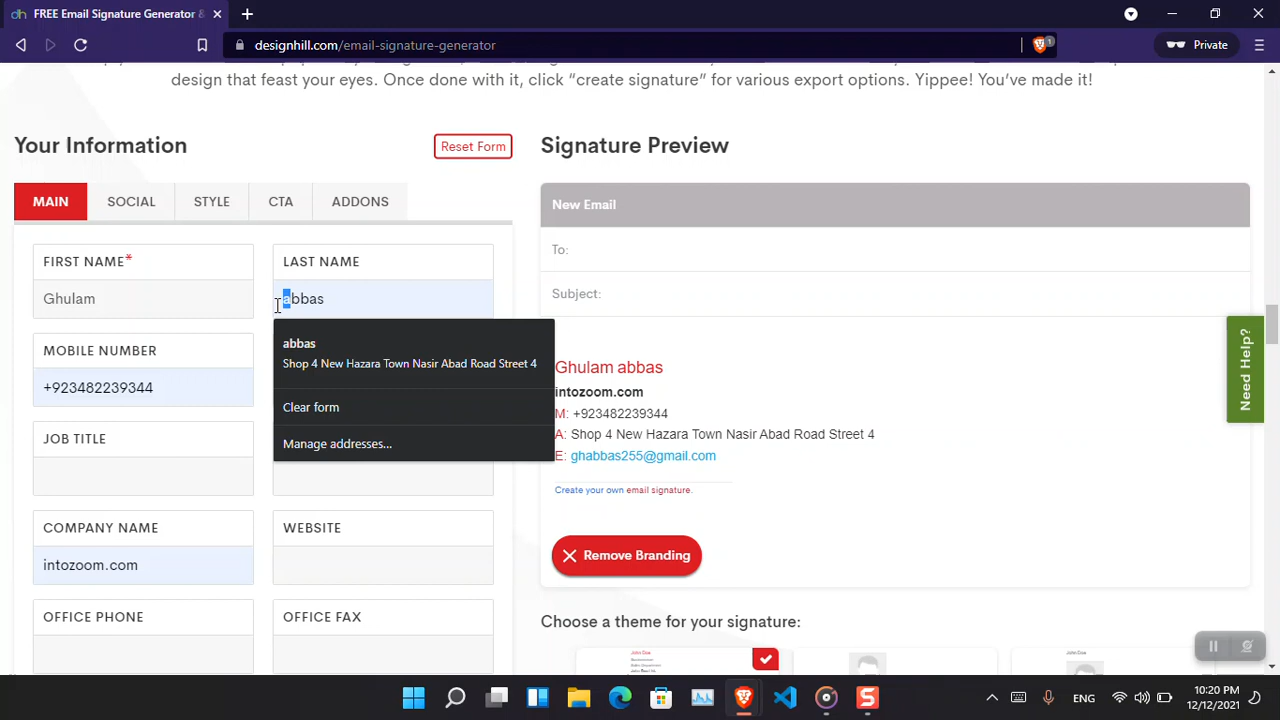 FREE Email Signature Generator &
designhill.com/email-signature-generator
1
Private
design that feast your eyes. Once done with it, click “create signature” for various export options. Yippee! You’ve made it!
Your Information
Reset Form
MAIN
SOCIAL
STYLE
CTA
ADDONS
FIRST NAME*
Ghulam
LAST NAME
abbas
abbas
Shop 4 New Hazara Town Nasir Abad Road Street 4
Clear form
Manage addresses...
MOBILE NUMBER
+923482239344
JOB TITLE
COMPANY NAME
intozoom.com
WEBSITE
OFFICE PHONE
OFFICE FAX
Signature Preview
New Email
To:
Subject:
Ghulam abbas
intozoom.com
M: +923482239344
A: Shop 4 New Hazara Town Nasir Abad Road Street 4
E: ghabbas255@gmail.com
Create your own email signature.
Remove Branding
Choose a theme for your signature:
John Doe
John Doe
Need Help?
ENG
10:20 PM
12/12/2021